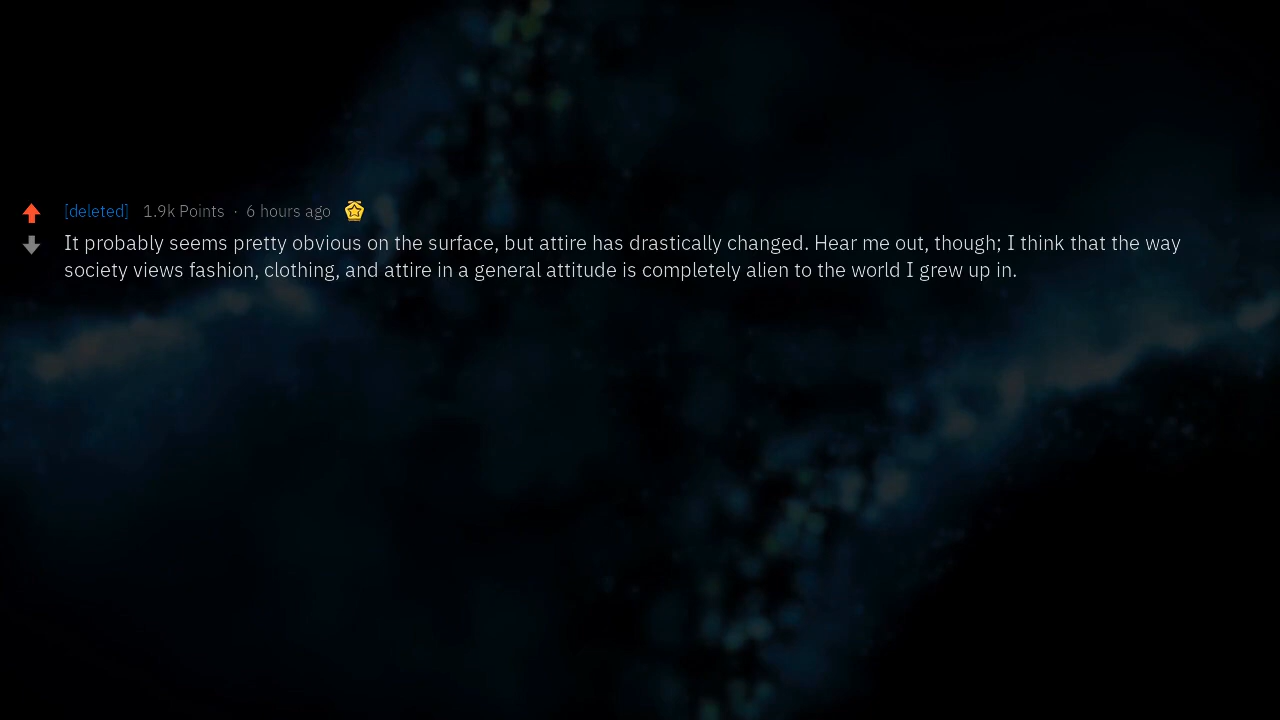 [deleted] 1.9k Points · 6 hours ago
It probably seems pretty obvious on the surface, but attire has drastically changed. Hear me out, though; I think that the way
society views fashion, clothing, and attire in a general attitude is completely alien to the world I grew up in.